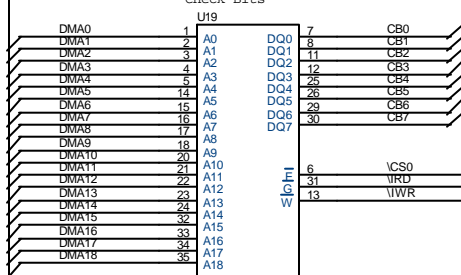 Check Bits
U19
DMA0 1 A0 DQ0 7 CB0
DMA1 2 A1 DQ1 8 CB1
DMA2 3 A2 DQ2 11 CB2
DMA3 4 A3 DQ3 12 CB3
DMA4 5 A4 DQ4 25 CB4
DMA5 14 A5 DQ5 26 CB5
DMA6 15 A6 DQ6 29 CB6
DMA7 16 A7 DQ7 30 CB7
DMA8 17 A8
DMA9 18 A9
DMA10 20 A10
DMA11 21 A11 E 6 \CS0
DMA12 22 A12 G 31 \IRD
DMA13 23 A13 W 13 \IWR
DMA14 24 A14
DMA15 32 A15
DMA16 33 A16
DMA17 34 A17
DMA18 35 A18